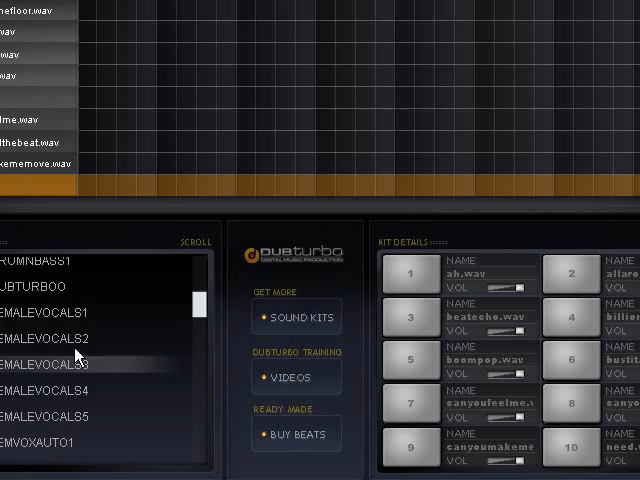 nefloor.wav
.wav
.wav
.wav
lme.wav
lthebeat.wav
kememove.wav
SCROLL
RUMNBASS1
UBTURBOO
EMALEVOCALS1
EMALEVOCALS2
EMALEVOCALS3
EMALEVOCALS4
EMALEVOCALS5
EMVOXAUTO1
DUBturbo
DIGITAL MUSIC PRODUCTION
GET MORE
SOUND KITS
DUBTURBO TRAINING
VIDEOS
READY MADE
BUY BEATS
KIT DETAILS
1 NAME 2 NAME
ah.wav allaro
VOL VOL
3 NAME 4 NAME
beatecho.wav billion
VOL VOL
5 NAME 6 NAME
boompop.wav bustit.
VOL VOL
7 NAME 8 NAME
canyoufeelme.v canyo
VOL VOL
9 NAME 10 NAME
canyoumakeme need.w
VOL VOL